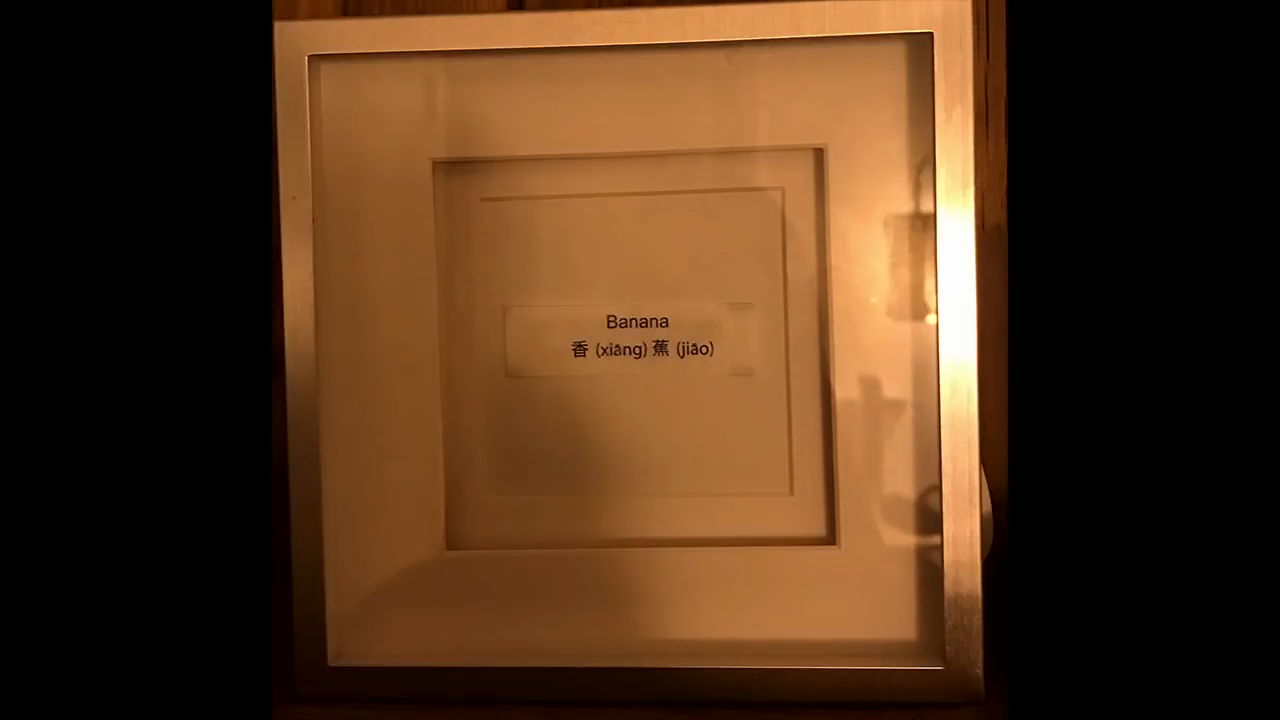 Banana
香 (xiāng) 蕉 (jiāo)